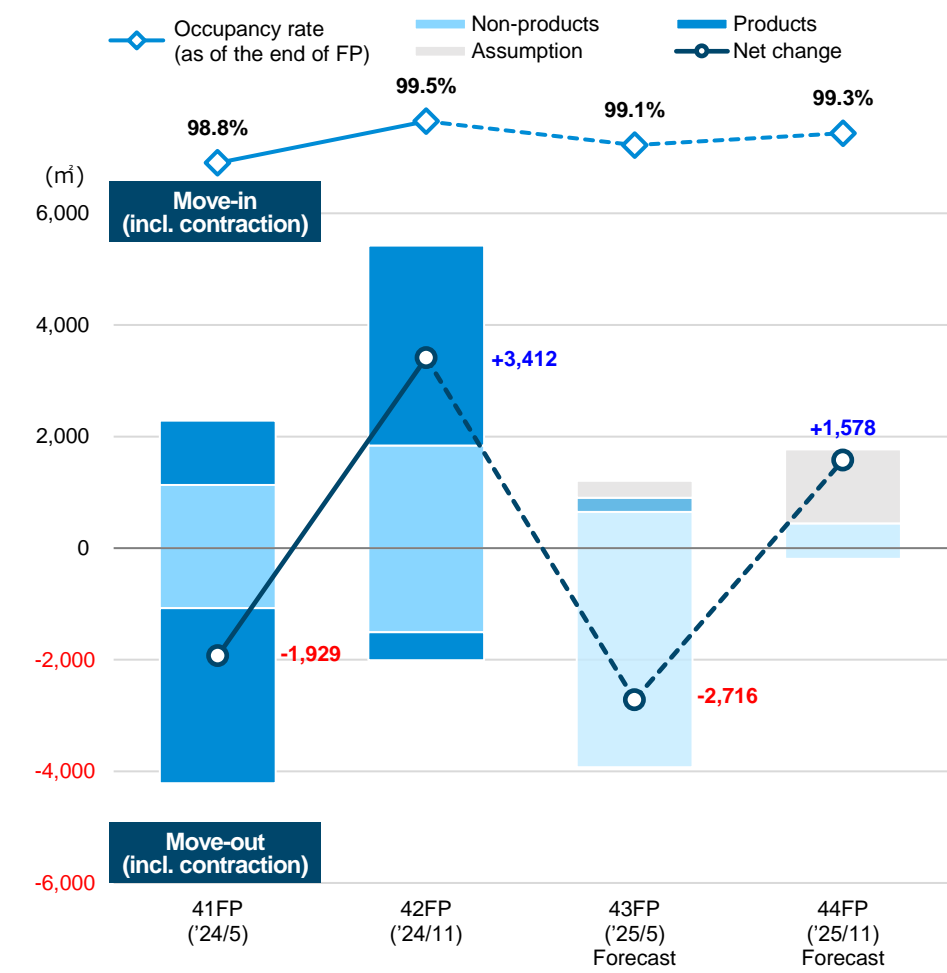 Occupancy rate
(as of the end of FP)
Non-products
Products
Assumption
Net change
98.8%
99.5%
99.1%
99.3%
(㎡)
Move-in
(incl. contraction)
6,000
4,000
2,000
0
-2,000
-4,000
-6,000
+3,412
+1,578
-1,929
-2,716
Move-out
(incl. contraction)
41FP
('24/5)
42FP
('24/11)
43FP
('25/5)
Forecast
44FP
('25/11)
Forecast